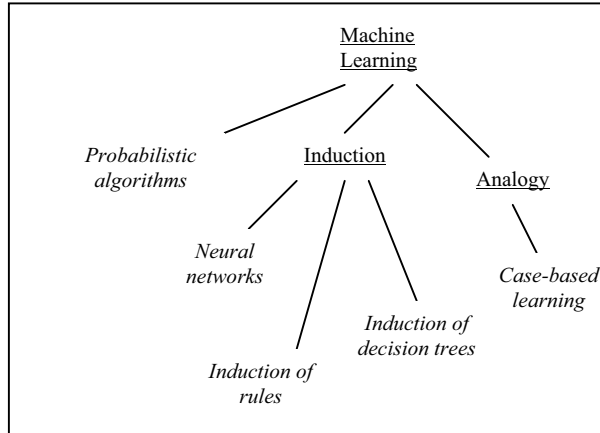 Machine
Learning
Probabilistic
algorithms
Induction
Analogy
Neural
networks
Case-based
learning
Induction of
decision trees
Induction of
rules